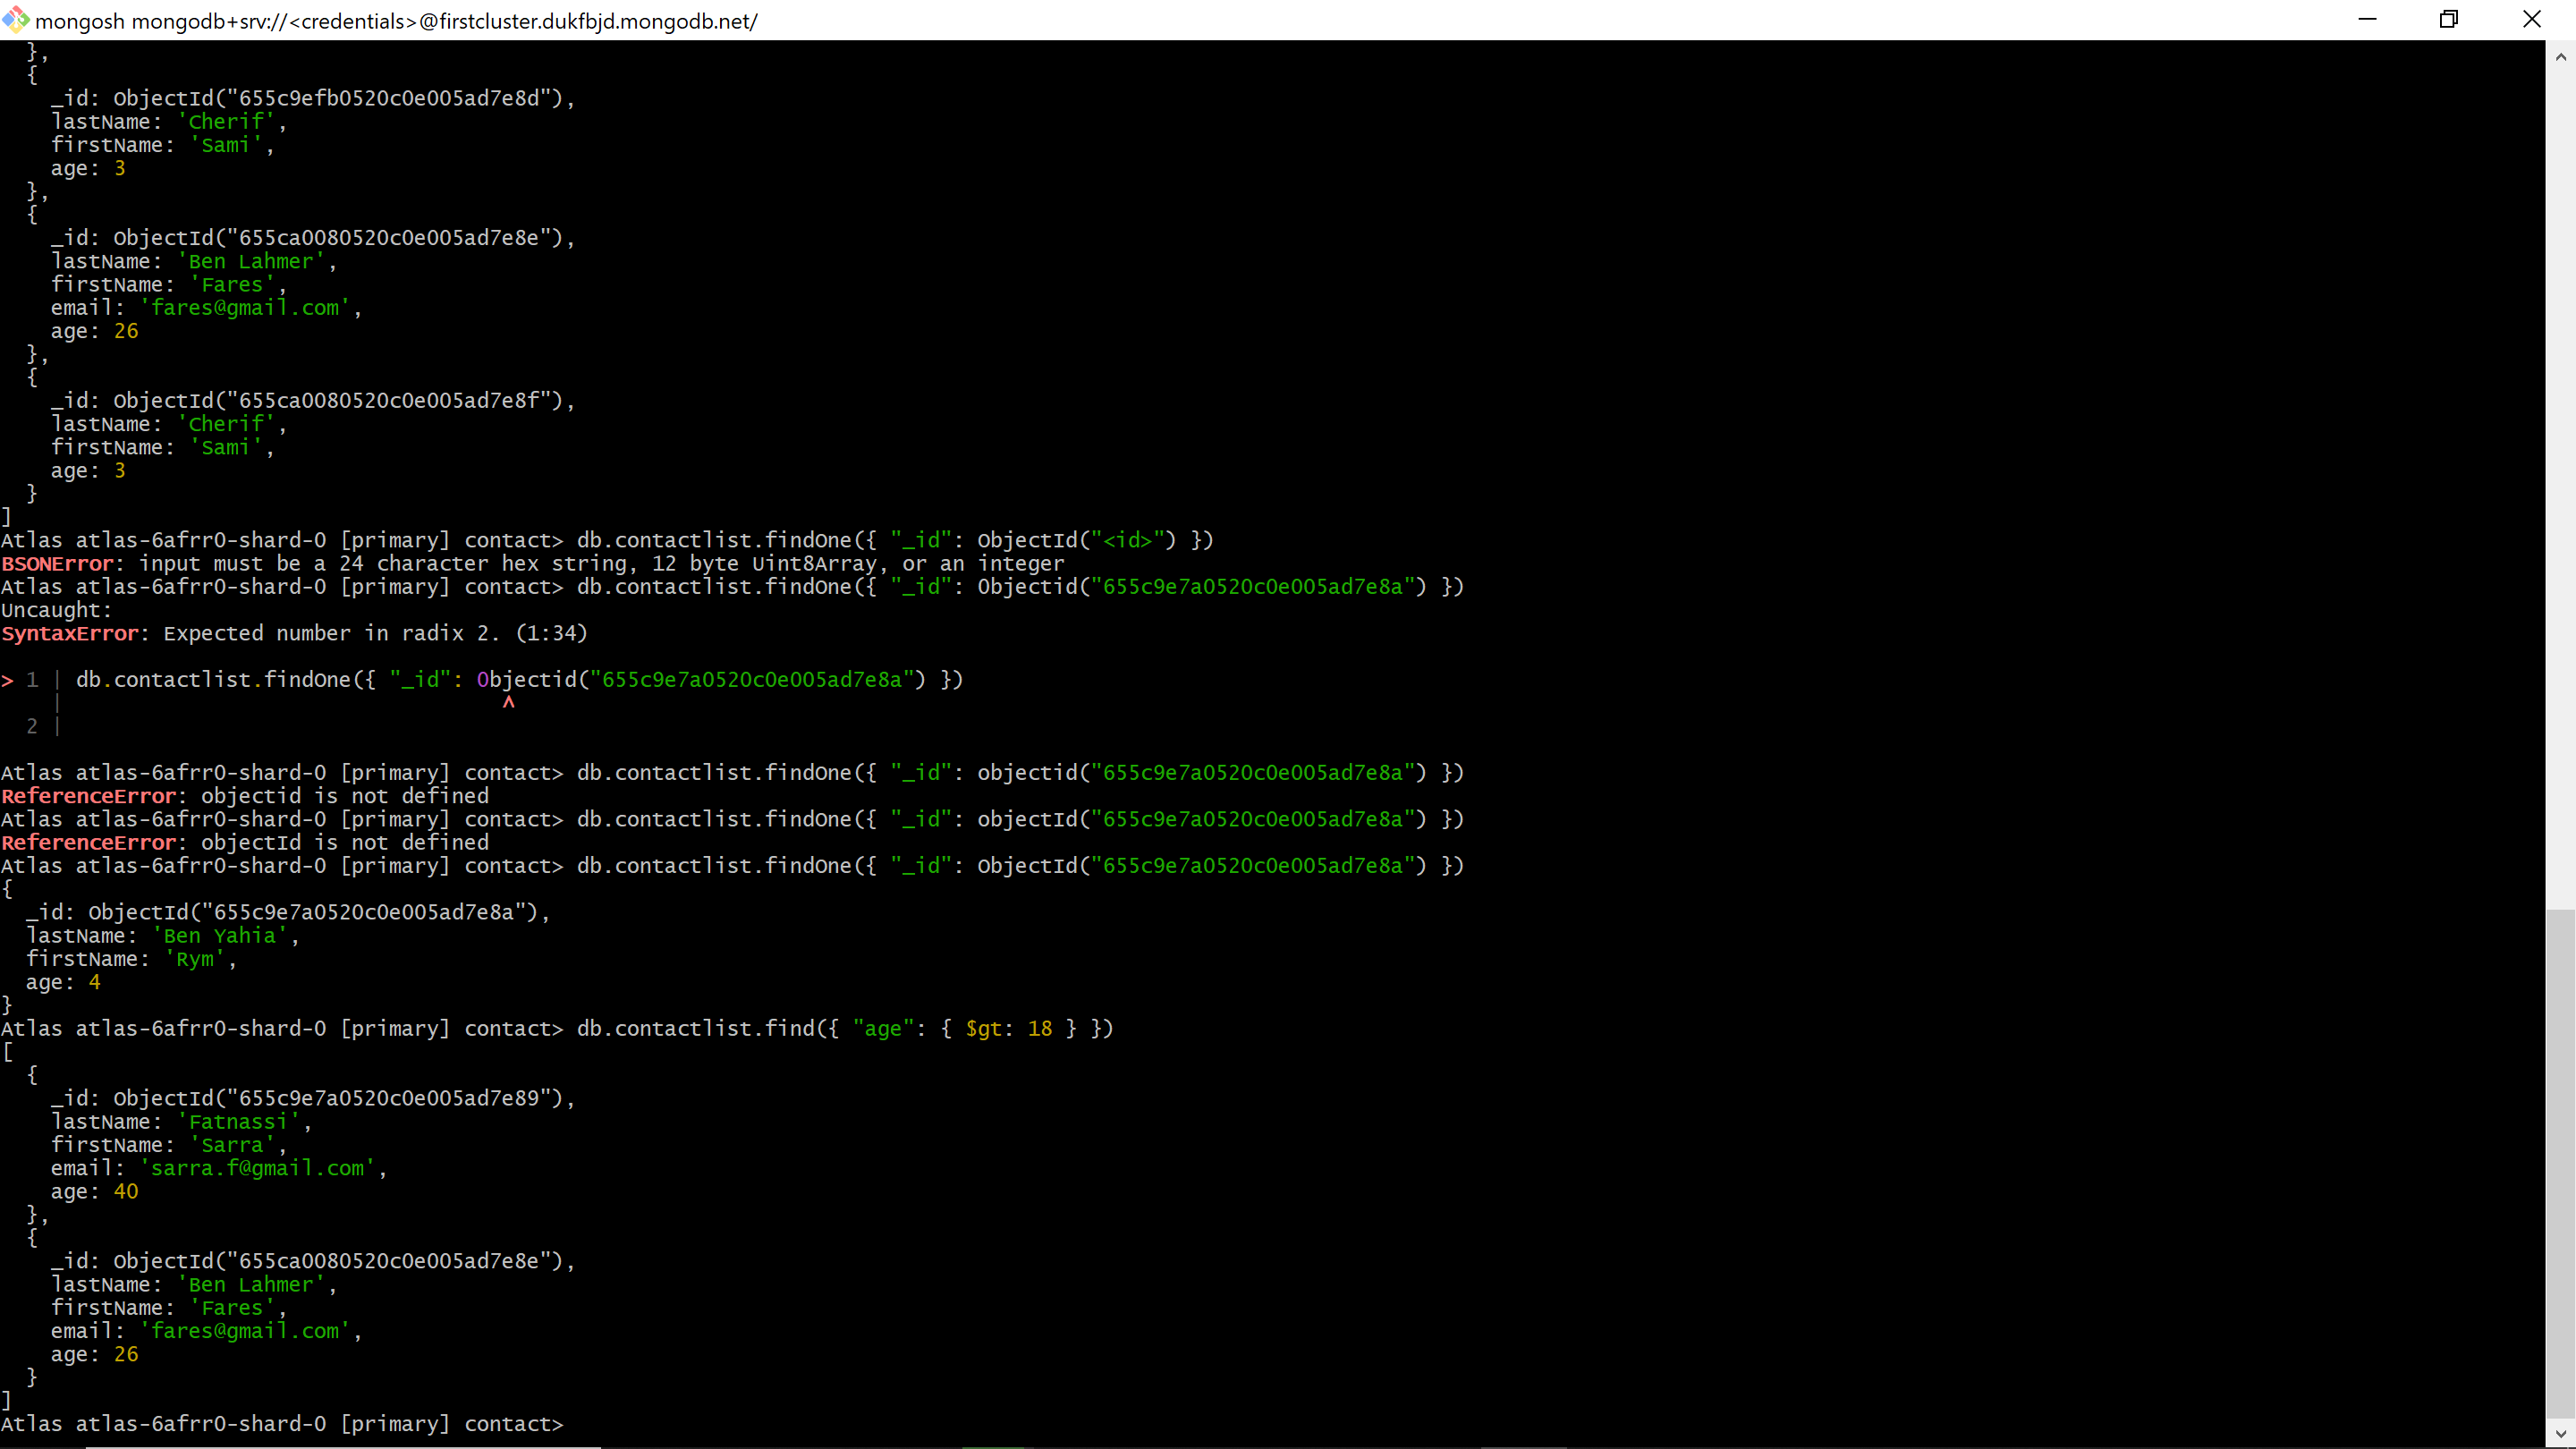 mongosh mongodb+srv://<credentials>@firstcluster.dukfbjd.mongodb.net/
  },
  {
    _id: ObjectId("655c9efb0520c0e005ad7e8d"),
    lastName: 'Cherif',
    firstName: 'Sami',
    age: 3
  },
  {
    _id: ObjectId("655ca0080520c0e005ad7e8e"),
    lastName: 'Ben Lahmer',
    firstName: 'Fares',
    email: 'fares@gmail.com',
    age: 26
  },
  {
    _id: ObjectId("655ca0080520c0e005ad7e8f"),
    lastName: 'Cherif',
    firstName: 'Sami',
    age: 3
  }
]
Atlas atlas-6afrr0-shard-0 [primary] contact> db.contactlist.findOne({ "_id": ObjectId("<id>") })
BSONError: input must be a 24 character hex string, 12 byte Uint8Array, or an integer
Atlas atlas-6afrr0-shard-0 [primary] contact> db.contactlist.findOne({ "_id": 0bjectid("655c9e7a0520c0e005ad7e8a") })
Uncaught:
SyntaxError: Expected number in radix 2. (1:34)
> 1 | db.contactlist.findOne({ "_id": 0bjectid("655c9e7a0520c0e005ad7e8a") })
    |                                   ^
  2 |
Atlas atlas-6afrr0-shard-0 [primary] contact> db.contactlist.findOne({ "_id": objectid("655c9e7a0520c0e005ad7e8a") })
ReferenceError: objectid is not defined
Atlas atlas-6afrr0-shard-0 [primary] contact> db.contactlist.findOne({ "_id": objectId("655c9e7a0520c0e005ad7e8a") })
ReferenceError: objectId is not defined
Atlas atlas-6afrr0-shard-0 [primary] contact> db.contactlist.findOne({ "_id": ObjectId("655c9e7a0520c0e005ad7e8a") })
{
  _id: ObjectId("655c9e7a0520c0e005ad7e8a"),
  lastName: 'Ben Yahia',
  firstName: 'Rym',
  age: 4
}
Atlas atlas-6afrr0-shard-0 [primary] contact> db.contactlist.find({ "age": { $gt: 18 } })
[
  {
    _id: ObjectId("655c9e7a0520c0e005ad7e89"),
    lastName: 'Fatnassi',
    firstName: 'Sarra',
    email: 'sarra.f@gmail.com',
    age: 40
  },
  {
    _id: ObjectId("655ca0080520c0e005ad7e8e"),
    lastName: 'Ben Lahmer',
    firstName: 'Fares',
    email: 'fares@gmail.com',
    age: 26
  }
]
Atlas atlas-6afrr0-shard-0 [primary] contact>